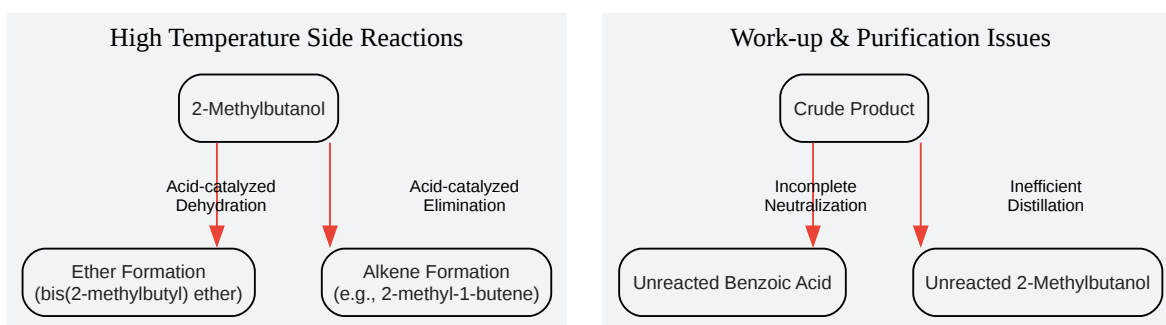 High Temperature Side Reactions
2-Methylbutanol
Acid-catalyzed
Dehydration
Acid-catalyzed
Elimination
Ether Formation
(bis(2-methylbutyl) ether)
Alkene Formation
(e.g., 2-methyl-1-butene)
Work-up & Purification Issues
Crude Product
Incomplete
Neutralization
Inefficient
Distillation
Unreacted Benzoic Acid
Unreacted 2-Methylbutanol